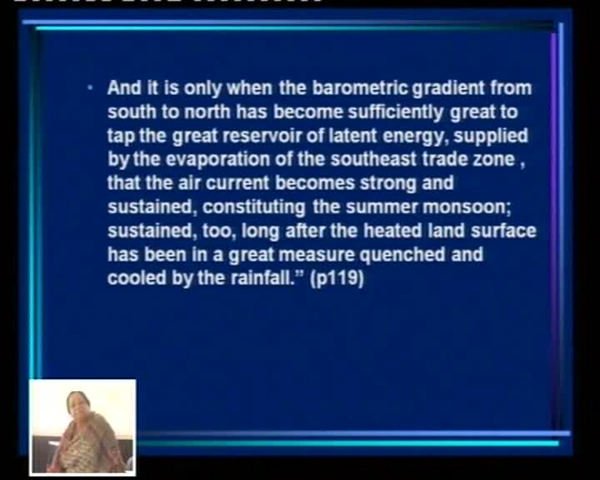 • And it is only when the barometric gradient from
south to north has become sufficiently great to
tap the great reservoir of latent energy, supplied
by the evaporation of the southeast trade zone ,
that the air current becomes strong and
sustained, constituting the summer monsoon;
sustained, too, long after the heated land surface
has been in a great measure quenched and
cooled by the rainfall.” (p119)